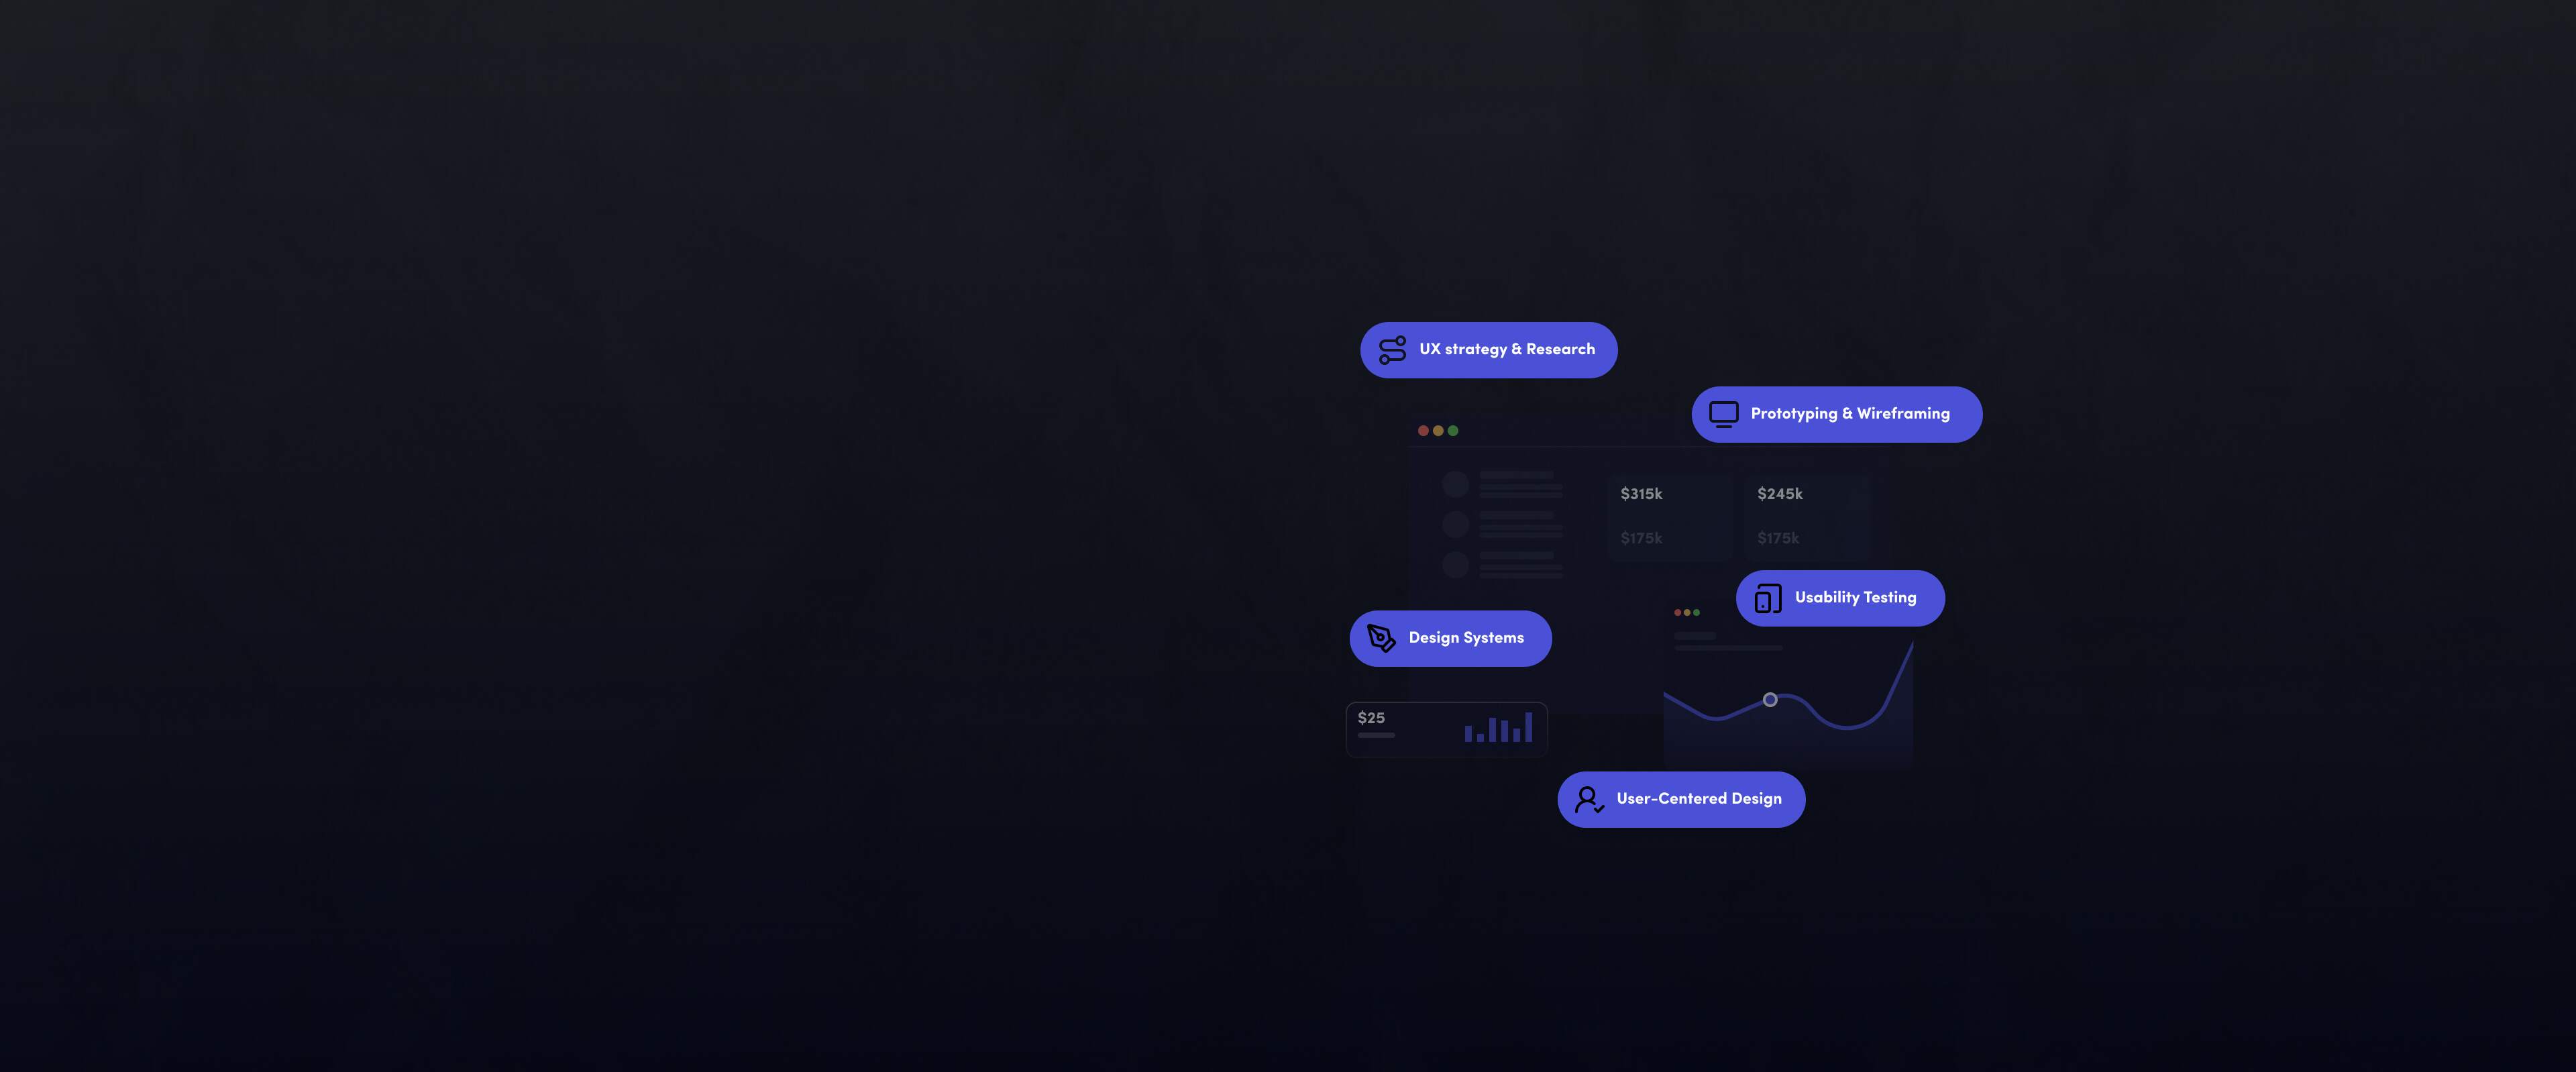 UX strategy & Research
Prototyping & Wireframing
$315k
$245k
$175k
$175k
Usability Testing
Design Systems
$25
User-Centered Design